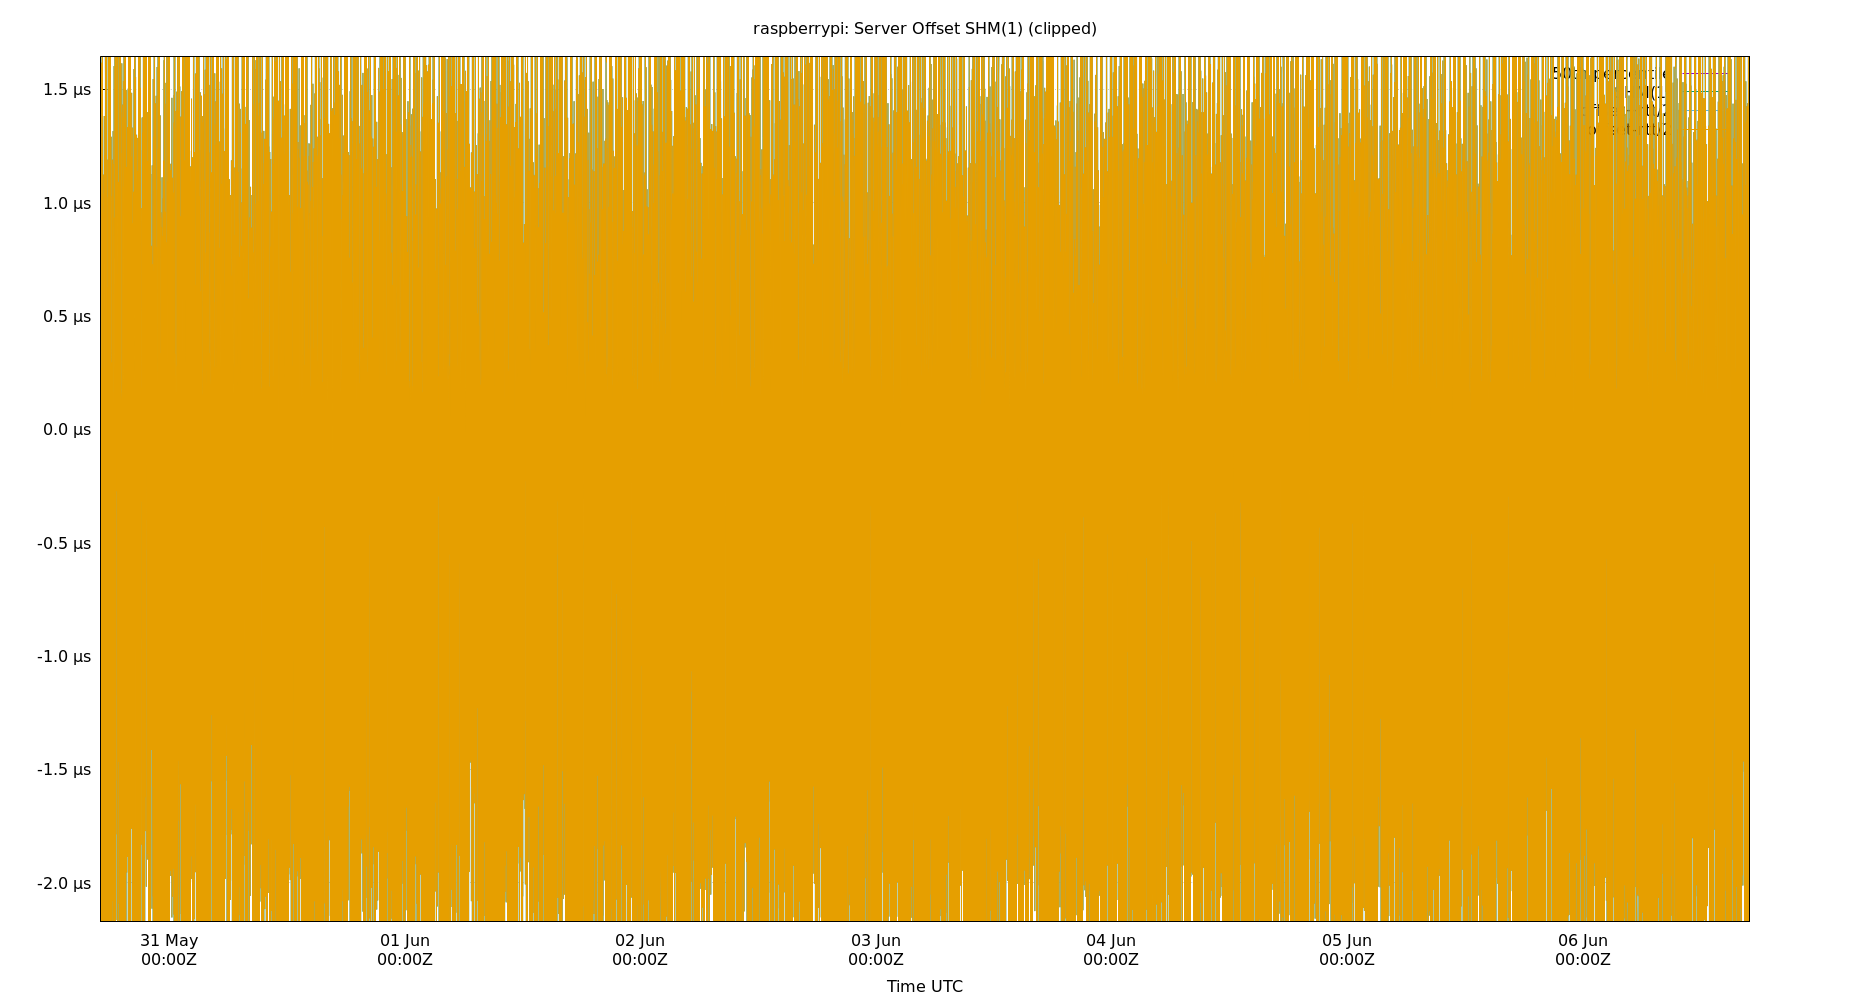 raspberrypi: Server Offset SHM(1) (clipped)
1.5 µs
1.0 µs
0.5 µs
0.0 µs
-0.5 µs
-1.0 µs
-1.5 µs
-2.0 µs
31 May 01 Jun 02 Jun 03 Jun 04 Jun 05 Jun 06 Jun
00:00Z 00:00Z 00:00Z 00:00Z 00:00Z 00:00Z 00:00Z
Time UTC